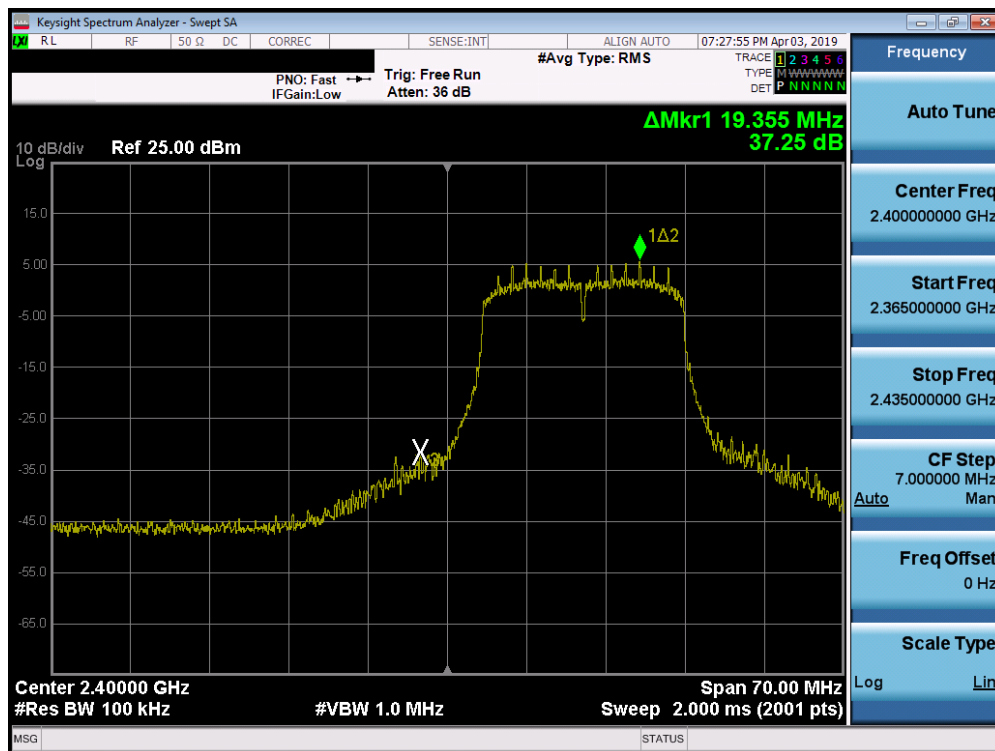 Keysight Spectrum Analyzer - Swept SA
LXI RL RF 50 Ω DC CORREC SENSE:INT ALIGN AUTO 07:27:55 PM Apr 03, 2019
PNO: Fast
IFGain:Low
Trig: Free Run
Atten: 36 dB
#Avg Type: RMS
TRACE 1 2 3 4 5 6
TYPE M W W W W W
DET P N N N N N
ΔMkr1 19.355 MHz
37.25 dB
10 dB/div
Log
Ref 25.00 dBm
15.0
5.00
-5.00
-15.0
-25.0
-35.0
-45.0
-55.0
-65.0
1Δ2
X
Center 2.40000 GHz
#Res BW 100 kHz
#VBW 1.0 MHz
Span 70.00 MHz
Sweep 2.000 ms (2001 pts)
MSG
STATUS
Frequency
Auto Tune
Center Freq
2.400000000 GHz
Start Freq
2.365000000 GHz
Stop Freq
2.435000000 GHz
CF Step
7.000000 MHz
Auto Man
Freq Offset
0 Hz
Scale Type
Log Lin